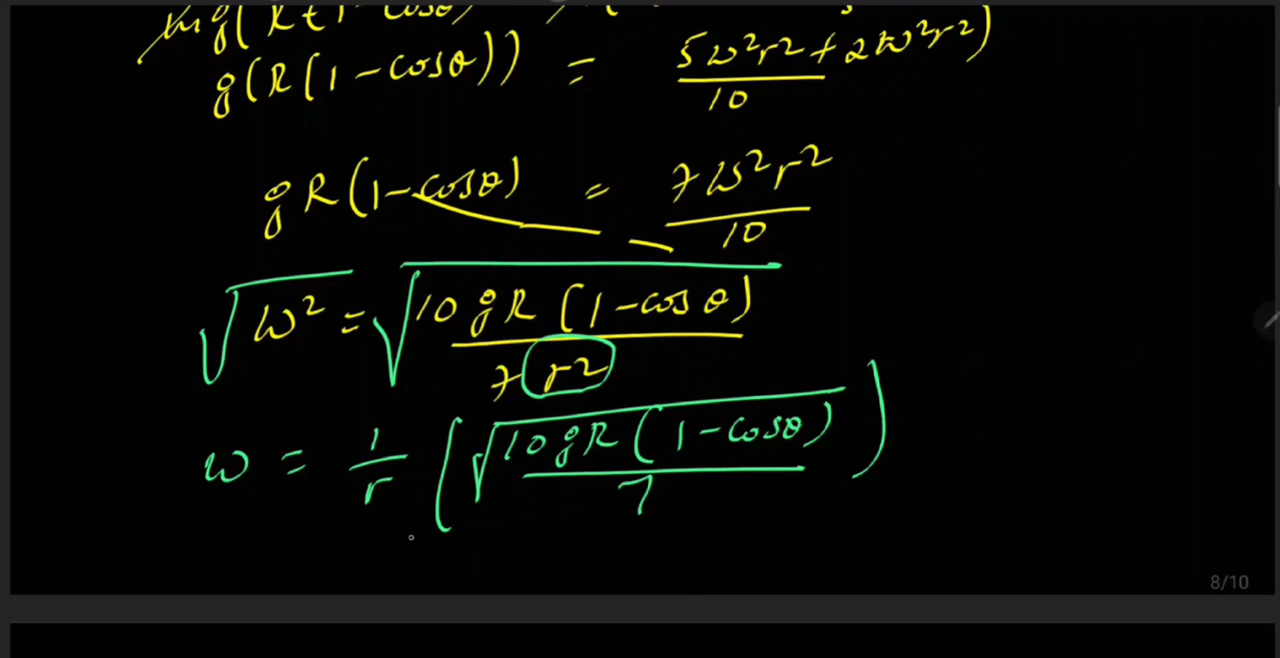 g(R(1-cosθ)) = 5ω²r²+2ω²r²) / 10
gR(1-cosθ) = 7ω²r² / 10
√ω² = √10gR(1-cosθ) / 7r²
ω = 1/r (√10gR(1-cosθ) / 7)
8/10